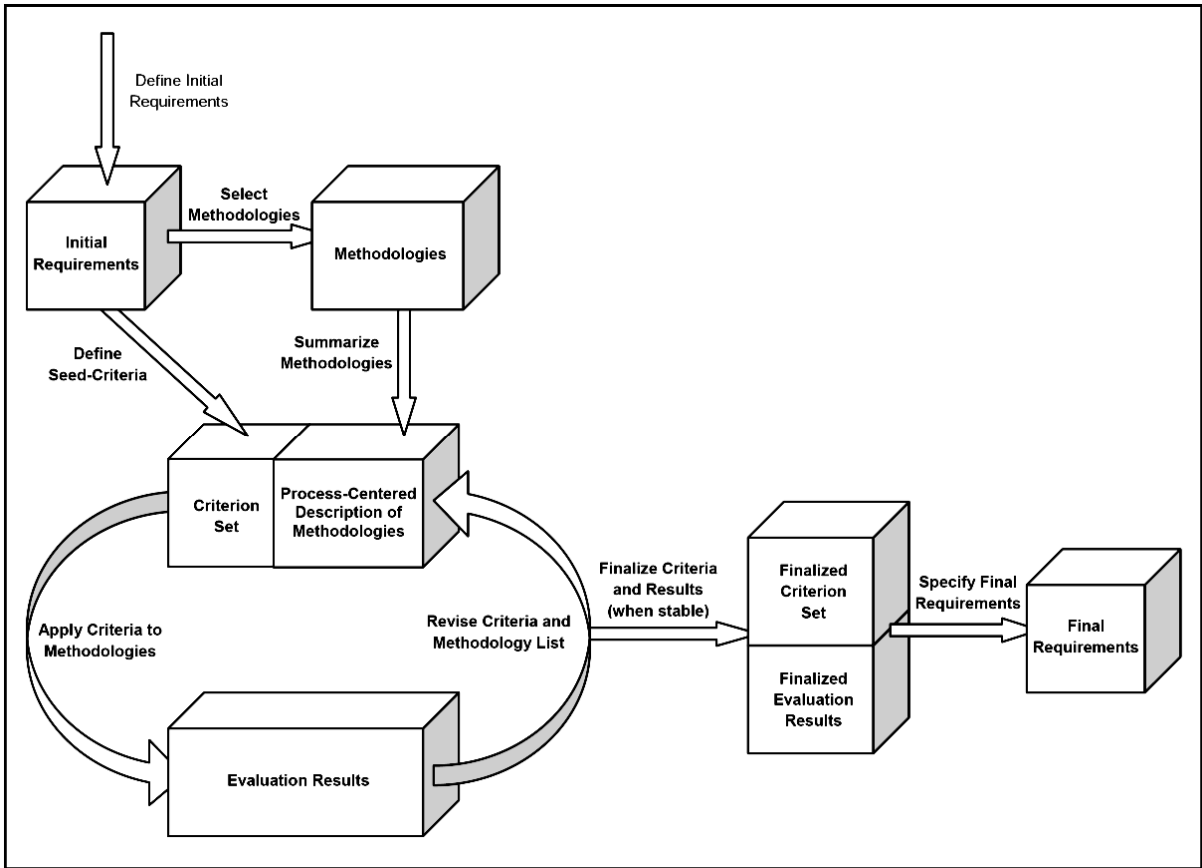 Define Initial
Requirements
Select
Methodologies
Initial
Requirements
Methodologies
Define
Seed-Criteria
Summarize
Methodologies
Criterion
Set
Process-Centered
Description of
Methodologies
Apply Criteria to
Methodologies
Revise Criteria and
Methodology List
Evaluation Results
Finalize Criteria
and Results
(when stable)
Finalized
Criterion
Set
Finalized
Evaluation
Results
Specify Final
Requirements
Final
Requirements